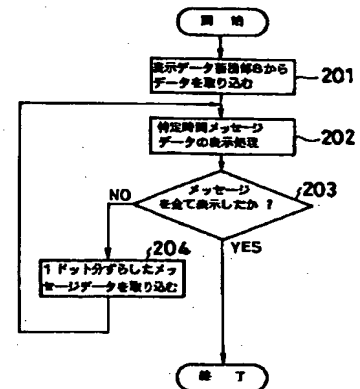 開始
表示データ蓄積部8から
データを取り込む
201
特定時間メッセージ
データの表示処理
202
メッセージ
を全て表示したか?
203
NO
YES
204
1ドット分ずらしたメッ
セージデータを取り込む
終了